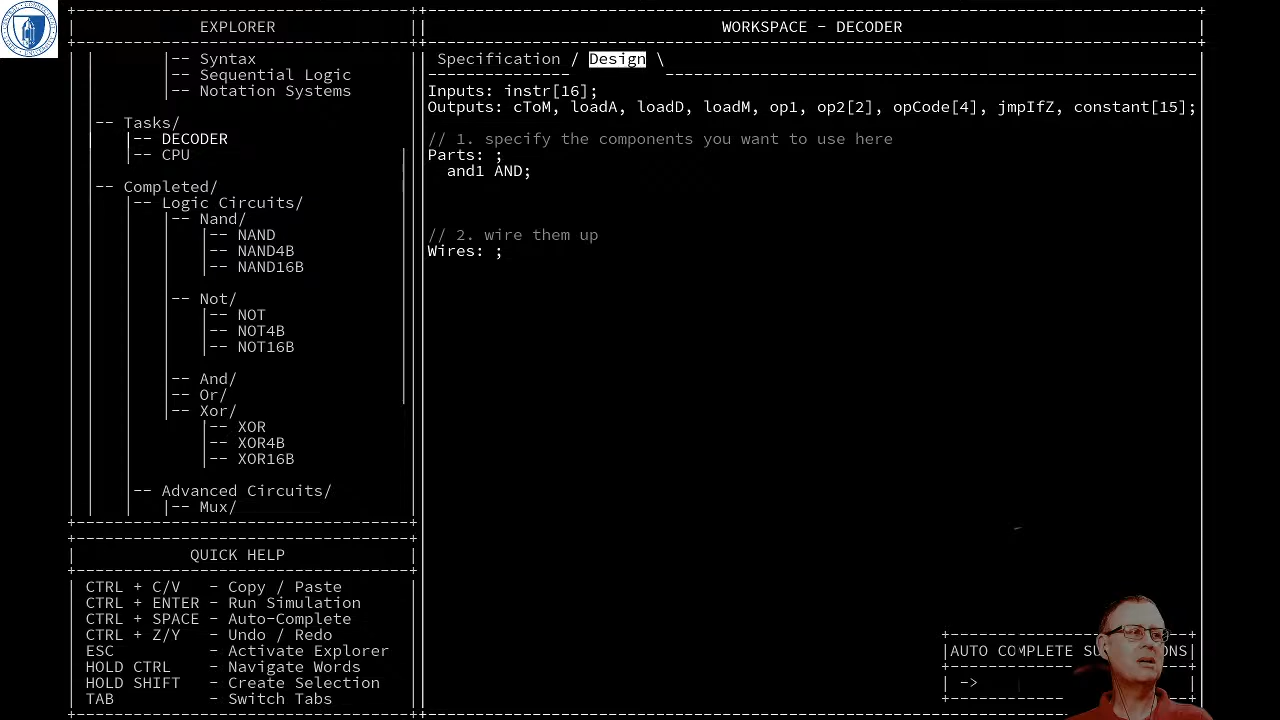 EXPLORER
|-- Syntax
|-- Sequential Logic
|-- Notation Systems
-- Tasks/
|-- DECODER
|-- CPU
-- Completed/
|-- Logic Circuits/
|-- Nand/
|-- NAND
|-- NAND4B
|-- NAND16B
|-- Not/
|-- NOT
|-- NOT4B
|-- NOT16B
|-- And/
|-- Or/
|-- Xor/
|-- XOR
|-- XOR4B
|-- XOR16B
|-- Advanced Circuits/
|-- Mux/
QUICK HELP
CTRL + C/V - Copy / Paste
CTRL + ENTER - Run Simulation
CTRL + SPACE - Auto-Complete
CTRL + Z/Y - Undo / Redo
ESC - Activate Explorer
HOLD CTRL - Navigate Words
HOLD SHIFT - Create Selection
TAB - Switch Tabs
WORKSPACE - DECODER
Specification / Design \
Inputs: instr[16];
Outputs: cToM, loadA, loadD, loadM, op1, op2[2], opCode[4], jmpIfZ, constant[15];
// 1. specify the components you want to use here
Parts: ;
and1 AND;
// 2. wire them up
Wires: ;
AUTO COMPLETE SU IONS
->